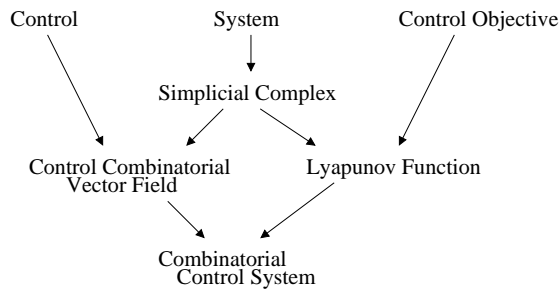 Control
System
Control Objective
Simplicial Complex
Control Combinatorial
Vector Field
Lyapunov Function
Combinatorial
Control System